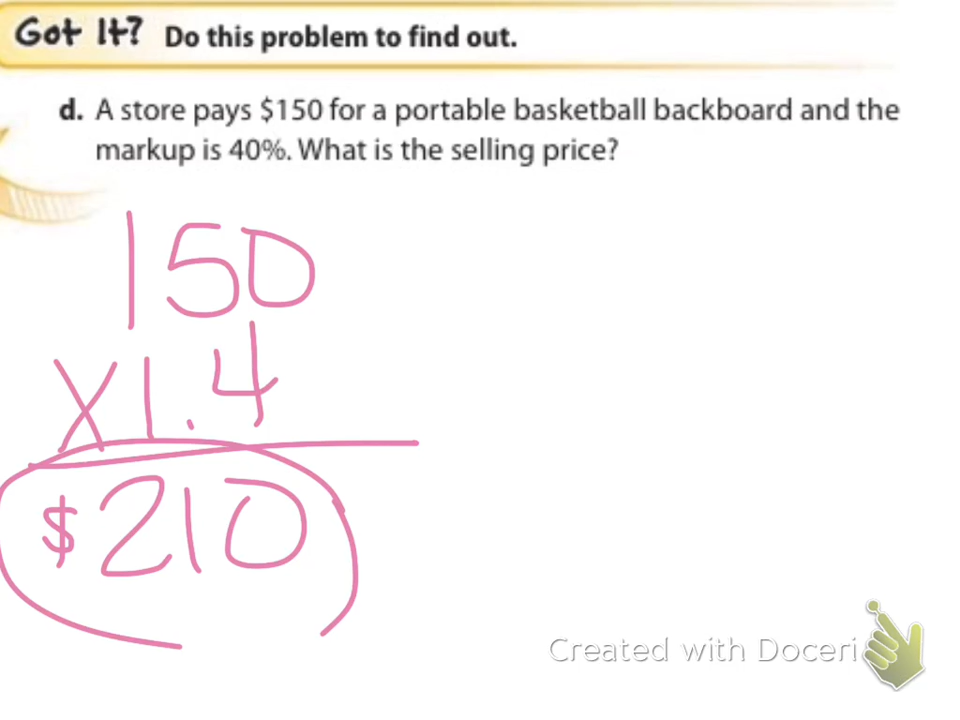 Got It? Do this problem to find out.
d. A store pays $150 for a portable basketball backboard and the
markup is 40%. What is the selling price?
150
X1.4
$210
Created with Doceri